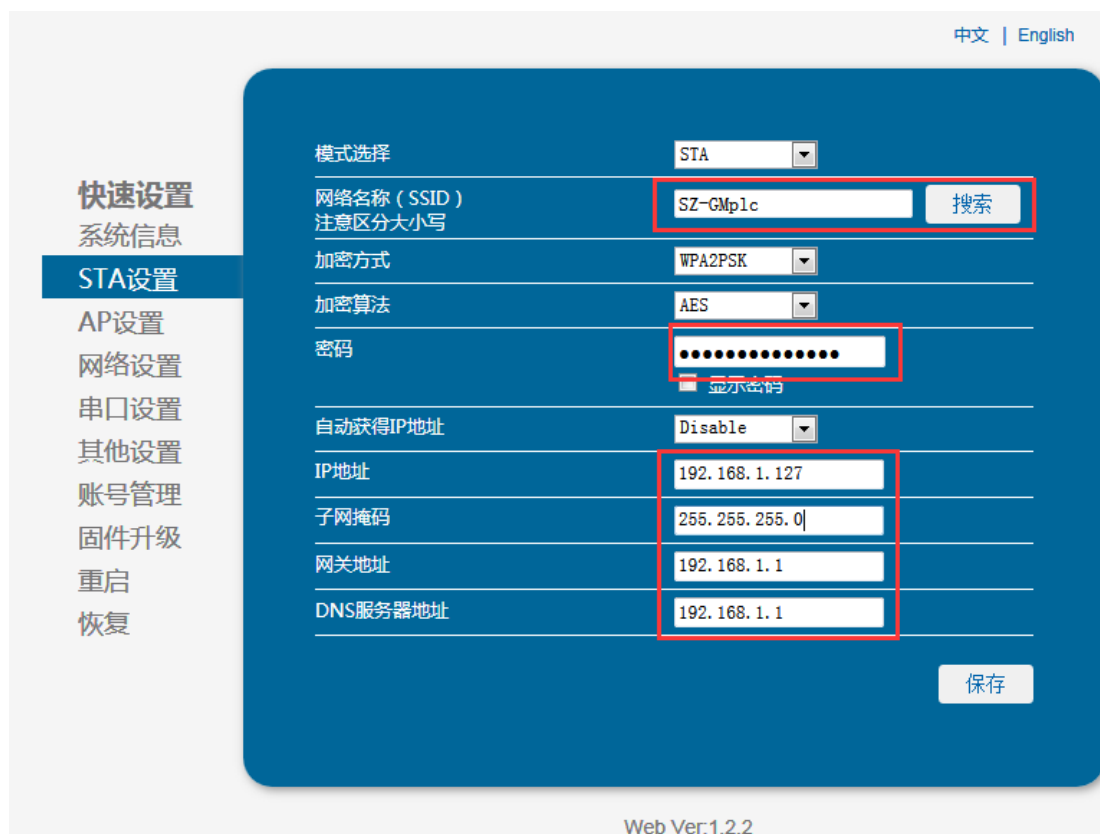 中文 | English
快速设置
系统信息
STA设置
AP设置
网络设置
串口设置
其他设置
账号管理
固件升级
重启
恢复
模式选择 STA
网络名称（SSID） SZ-GMplc 搜索
注意区分大小写
加密方式 WPA2PSK
加密算法 AES
密码 ●●●●●●●●●●●●●●
显示密码
自动获得IP地址 Disable
IP地址 192.168.1.127
子网掩码 255.255.255.0
网关地址 192.168.1.1
DNS服务器地址 192.168.1.1
保存
Web Ver:1.2.2